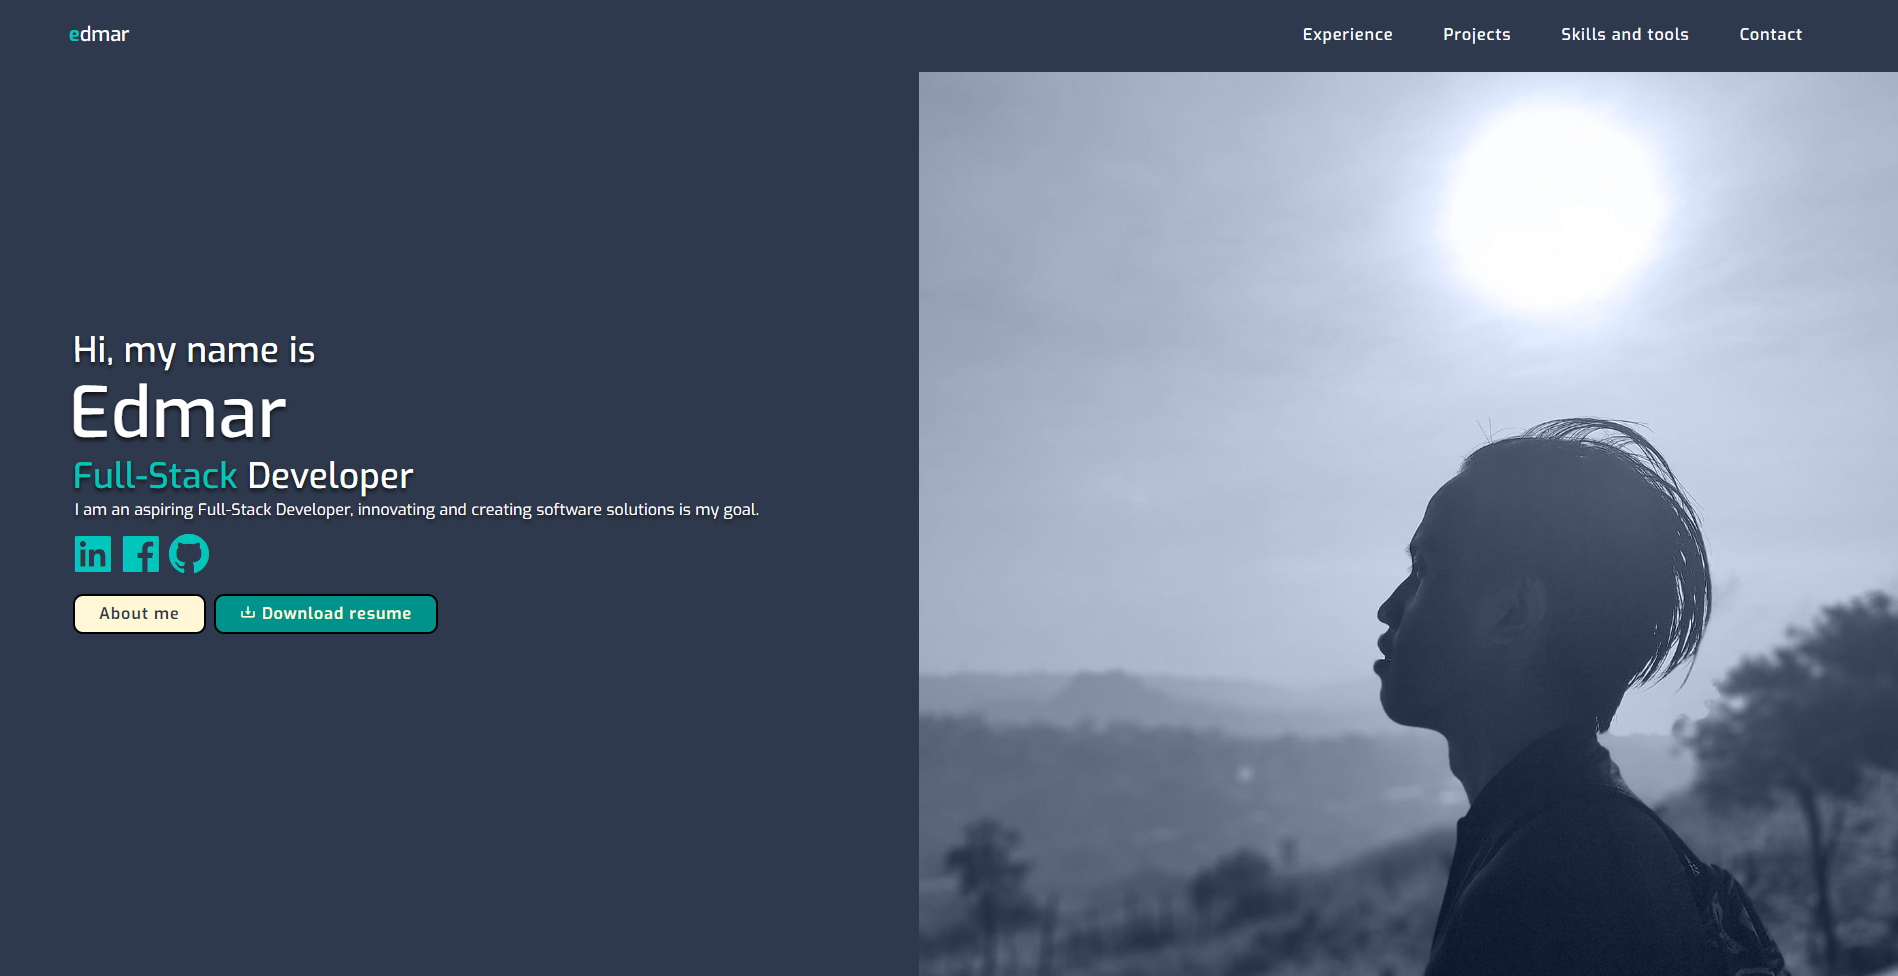 edmar
Experience Projects Skills and tools Contact
Hi, my name is
Edmar
Full-Stack Developer
I am an aspiring Full-Stack Developer, innovating and creating software solutions is my goal.
in f
About me Download resume